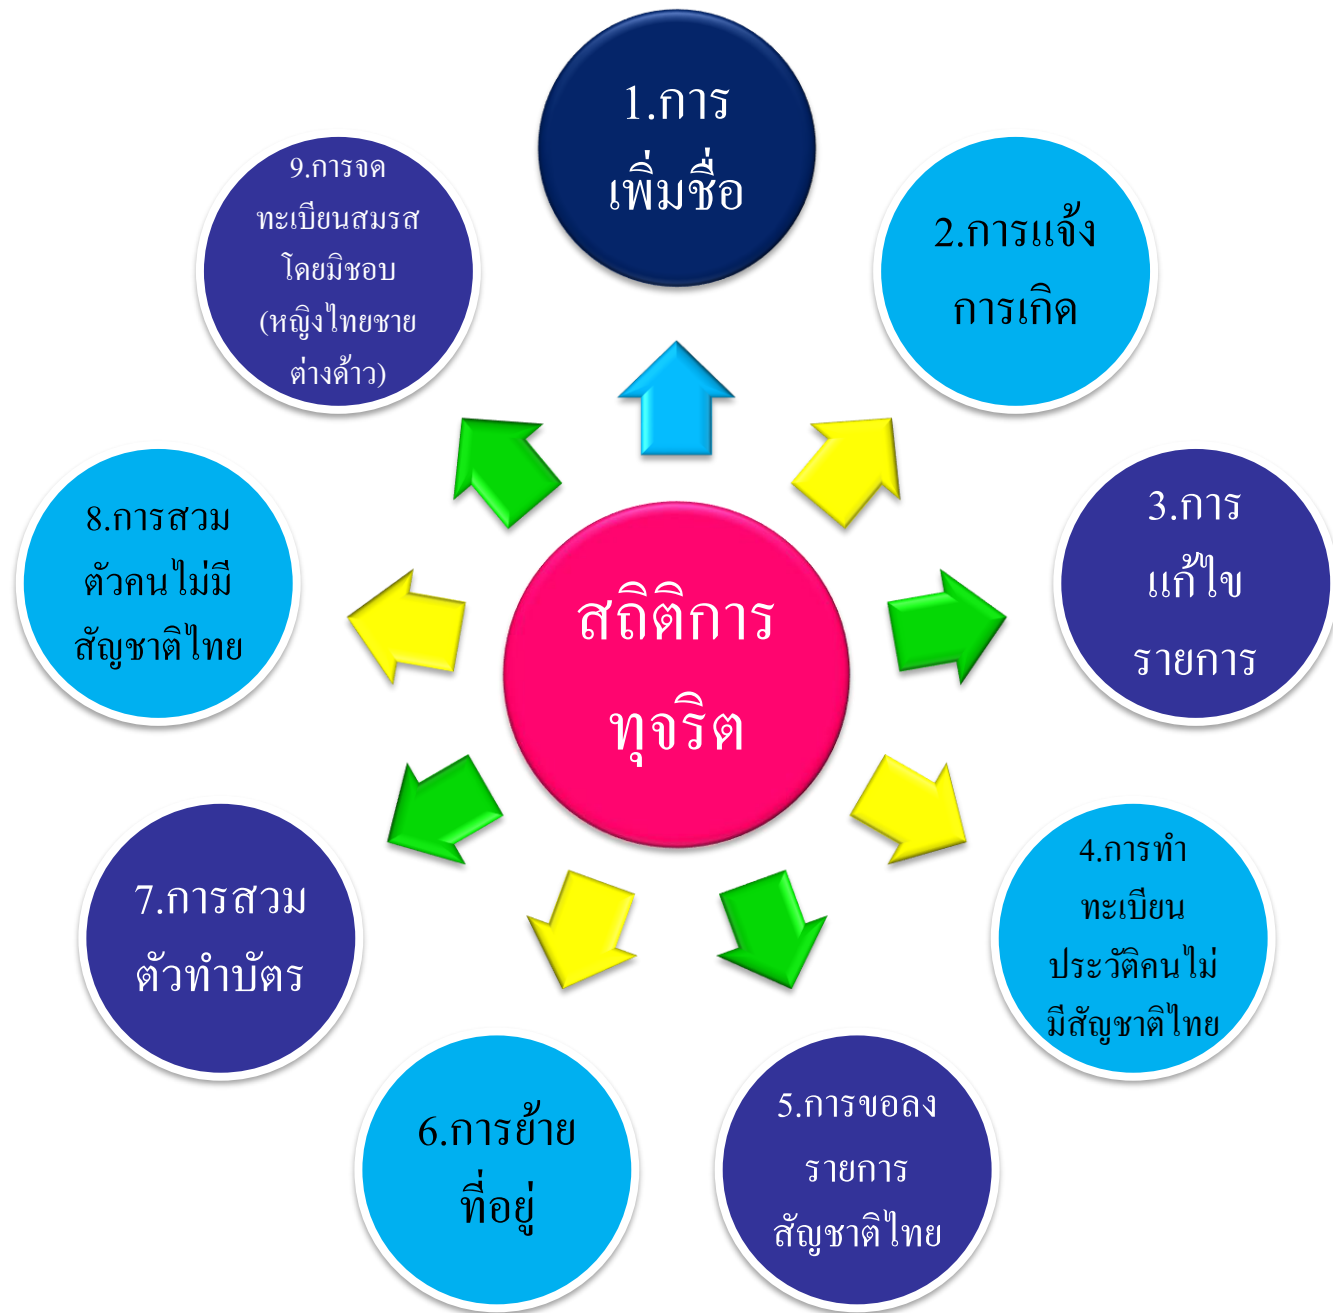 สถิติการ
ทุจริต
1.การ
เพิ่มชื่อ
2.การแจ้ง
การเกิด
3.การ
แก้ไข
รายการ
4.การทำ
ทะเบียน
ประวัติคนไม่
มีสัญชาติไทย
5.การขอลง
รายการ
สัญชาติไทย
6.การย้าย
ที่อยู่
7.การสวม
ตัวทำบัตร
8.การสวม
ตัวคนไม่มี
สัญชาติไทย
9.การจด
ทะเบียนสมรส
โดยมิชอบ
(หญิงไทยชาย
ต่างด้าว)